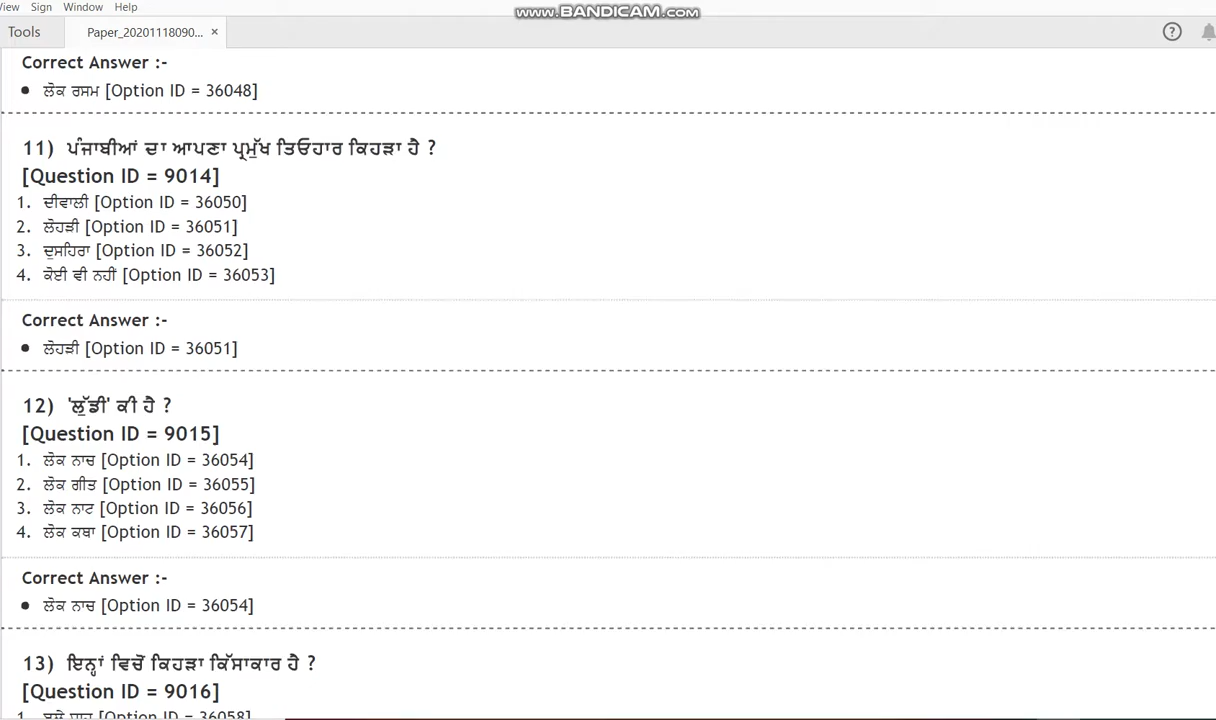 View Sign Window Help
www.BANDICAM.com
Tools Paper_20201118090... ×
Correct Answer :-
● ਲੋਕ ਰਸਮ [Option ID = 36048]
11) ਪੰਜਾਬੀਆਂ ਦਾ ਆਪਣਾ ਪ੍ਰਮੁੱਖ ਤਿਓਹਾਰ ਕਿਹੜਾ ਹੈ ?
[Question ID = 9014]
1. ਦੀਵਾਲੀ [Option ID = 36050]
2. ਲੋਹੜੀ [Option ID = 36051]
3. ਦੁਸਹਿਰਾ [Option ID = 36052]
4. ਕੋਈ ਵੀ ਨਹੀਂ [Option ID = 36053]
Correct Answer :-
● ਲੋਹੜੀ [Option ID = 36051]
12) 'ਲੁੱਡੀ' ਕੀ ਹੈ ?
[Question ID = 9015]
1. ਲੋਕ ਨਾਚ [Option ID = 36054]
2. ਲੋਕ ਗੀਤ [Option ID = 36055]
3. ਲੋਕ ਨਾਟ [Option ID = 36056]
4. ਲੋਕ ਕਥਾ [Option ID = 36057]
Correct Answer :-
● ਲੋਕ ਨਾਚ [Option ID = 36054]
13) ਇਨ੍ਹਾਂ ਵਿਚੋਂ ਕਿਹੜਾ ਕਿੱਸਾਕਾਰ ਹੈ ?
[Question ID = 9016]
1. [Option ID = 36058]